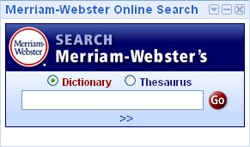 Merriam-Webster Online Search
Merriam-
Webster
SEARCH
Merriam-Webster's
Dictionary Thesaurus
Go
>>